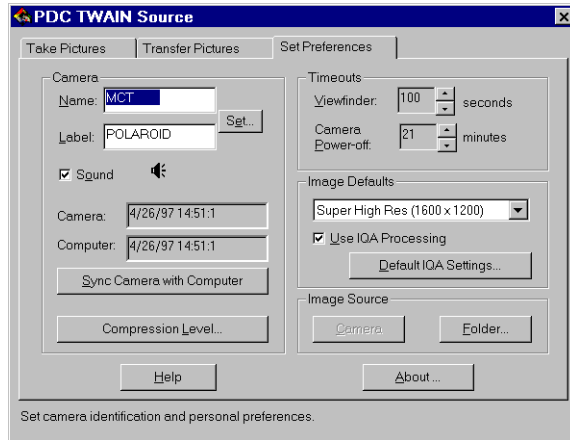 PDC TWAIN Source
Take Pictures
Transfer Pictures
Set Preferences
Camera
Name: MCT
Set...
Label: POLAROID
Sound
Camera: 4/26/97 14:51:1
Computer: 4/26/97 14:51:1
Sync Camera with Computer
Compression Level...
Timeouts
Viewfinder: 100 seconds
Camera
Power-off: 21 minutes
Image Defaults
Super High Res (1600 x 1200)
Use IQA Processing
Default IQA Settings...
Image Source
Camera
Folder...
Help
About ...
Set camera identification and personal preferences.